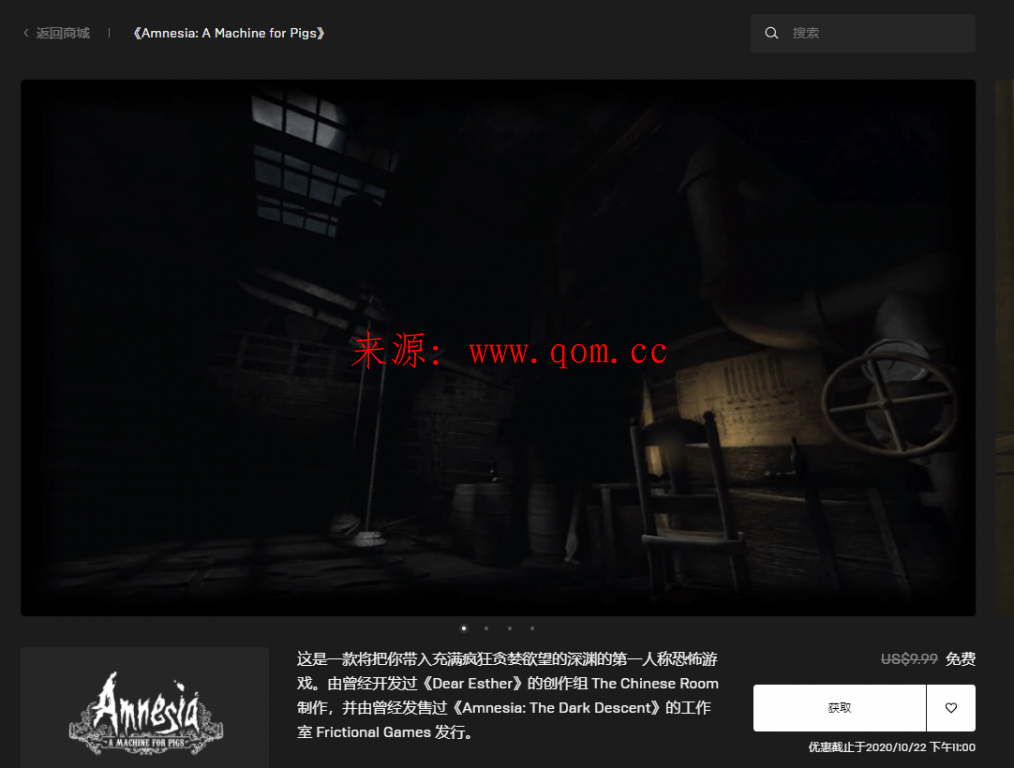 返回商城
《Amnesia: A Machine for Pigs》
搜索
来源: www.qom.cc
Amnesia
A MACHINE FOR PIGS
这是一款将把你带入充满疯狂贪婪欲望的深渊的第一人称恐怖游
戏。由曾经开发过《Dear Esther》的创作组 The Chinese Room
制作，并由曾经发售过《Amnesia: The Dark Descent》的工作
室 Frictional Games 发行。
US$9.99 免费
获取
优惠截止于2020/10/22 下午11:00